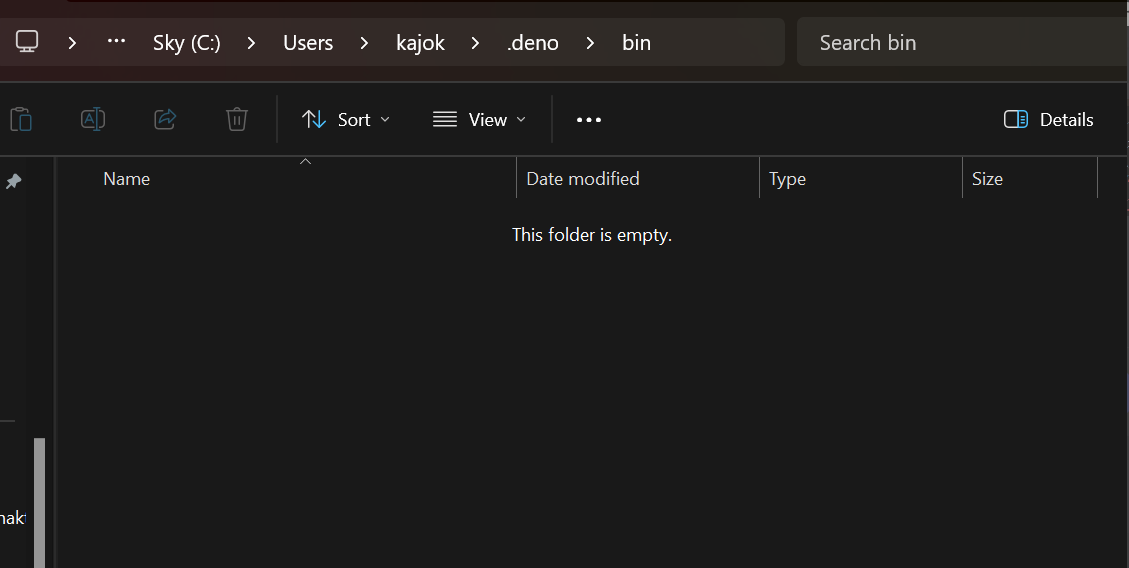 Sky (C:) Users kajok .deno bin Search bin
Sort View Details
Name Date modified Type Size
This folder is empty.